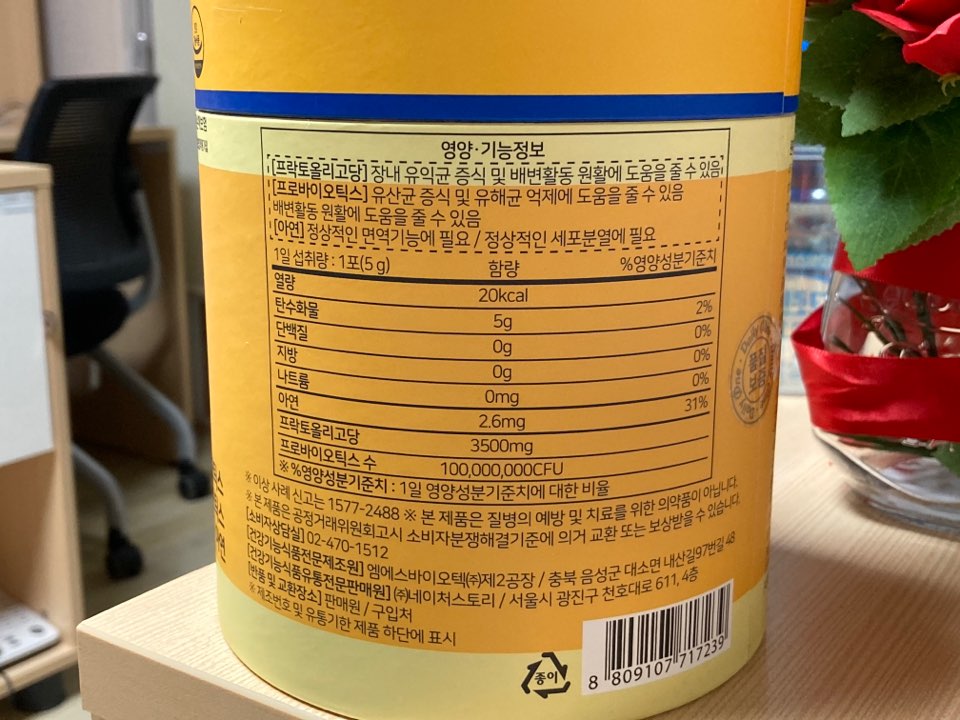 영양·기능정보
[프락토올리고당] 장내 유익균 증식 및 배변활동 원활에 도움을 줄 수 있음
[프로바이오틱스] 유산균 증식 및 유해균 억제에 도움을 줄 수 있음
배변활동 원활에 도움을 줄 수 있음
[아연] 정상적인 면역기능에 필요 / 정상적인 세포분열에 필요
1일 섭취량 : 1포(5 g) 함량 %영양성분기준치
열량 20kcal
탄수화물 5g 2%
단백질 0g 0%
지방 0g 0%
나트륨 0mg 0%
아연 2.6mg 31%
프락토올리고당 3500mg
프로바이오틱스 수 100,000,000CFU
※ %영양성분기준치 : 1일 영양성분기준치에 대한 비율
※ 이상 사례 신고는 1577-2488 ※ 본 제품은 질병의 예방 및 치료를 위한 의약품이 아닙니다.
※ 본 제품은 공정거래위원회고시 소비자분쟁해결기준에 의거 교환 또는 보상받을 수 있습니다.
[소비자상담실] 02-470-1512
[건강기능식품전문제조원] 엠에스바이오텍㈜제2공장 / 충북 음성군 대소면 내산길97번길 48
[건강기능식품유통전문판매원] ㈜네이처스토리 / 서울시 광진구 천호대로 611, 4층
[반품 및 교환장소] 판매원 / 구입처
※ 제조번호 및 유통기한 제품 하단에 표시
종이
8 809107 717239
품질
보증